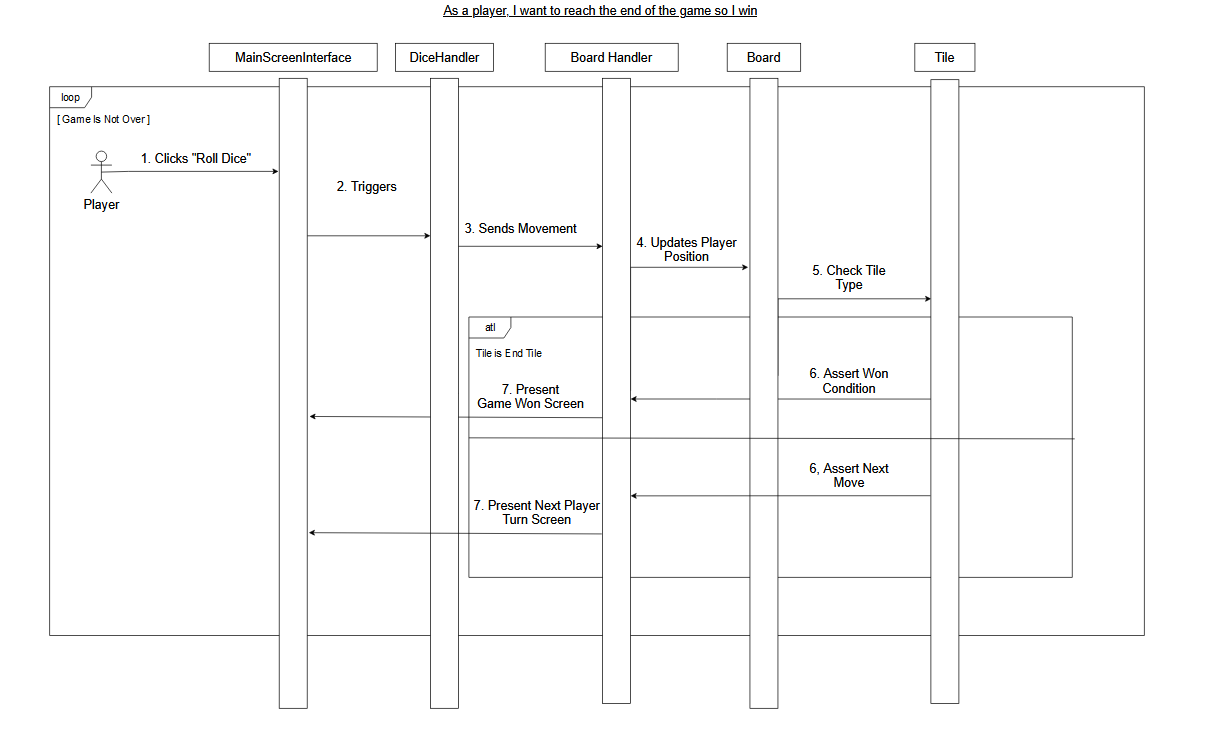 As a player, I want to reach the end of the game so I win
MainScreenInterface
DiceHandler
Board Handler
Board
Tile
loop
[ Game Is Not Over ]
1. Clicks "Roll Dice"
Player
2. Triggers
3. Sends Movement
4. Updates Player
Position
5. Check Tile
Type
atl
Tile is End Tile
6. Assert Won
Condition
7. Present
Game Won Screen
6, Assert Next
Move
7. Present Next Player
Turn Screen